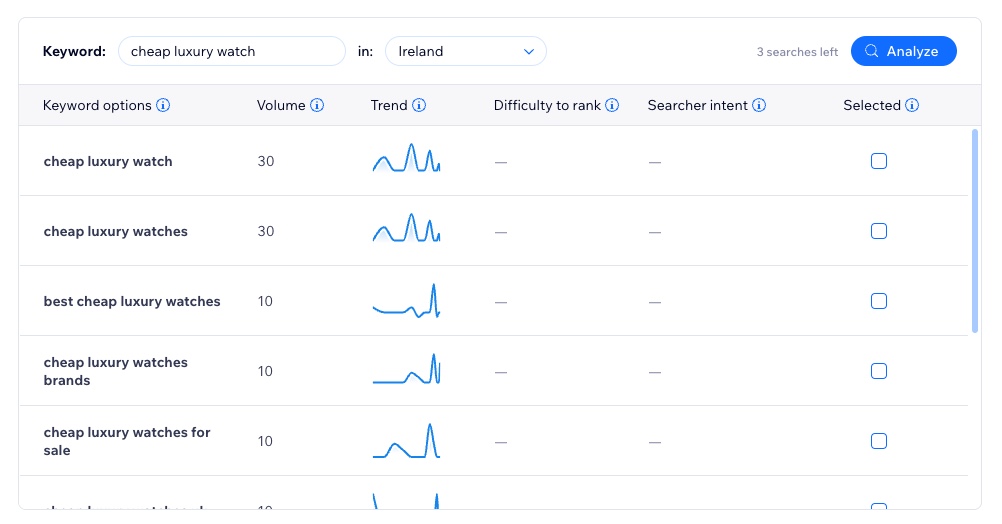 Keyword: cheap luxury watch in: Ireland 3 searches left Analyze
Keyword options Volume Trend Difficulty to rank Searcher intent Selected
cheap luxury watch 30 — —
cheap luxury watches 30 — —
best cheap luxury watches 10 — —
cheap luxury watches
brands 10 — —
cheap luxury watches for
sale 10 — —